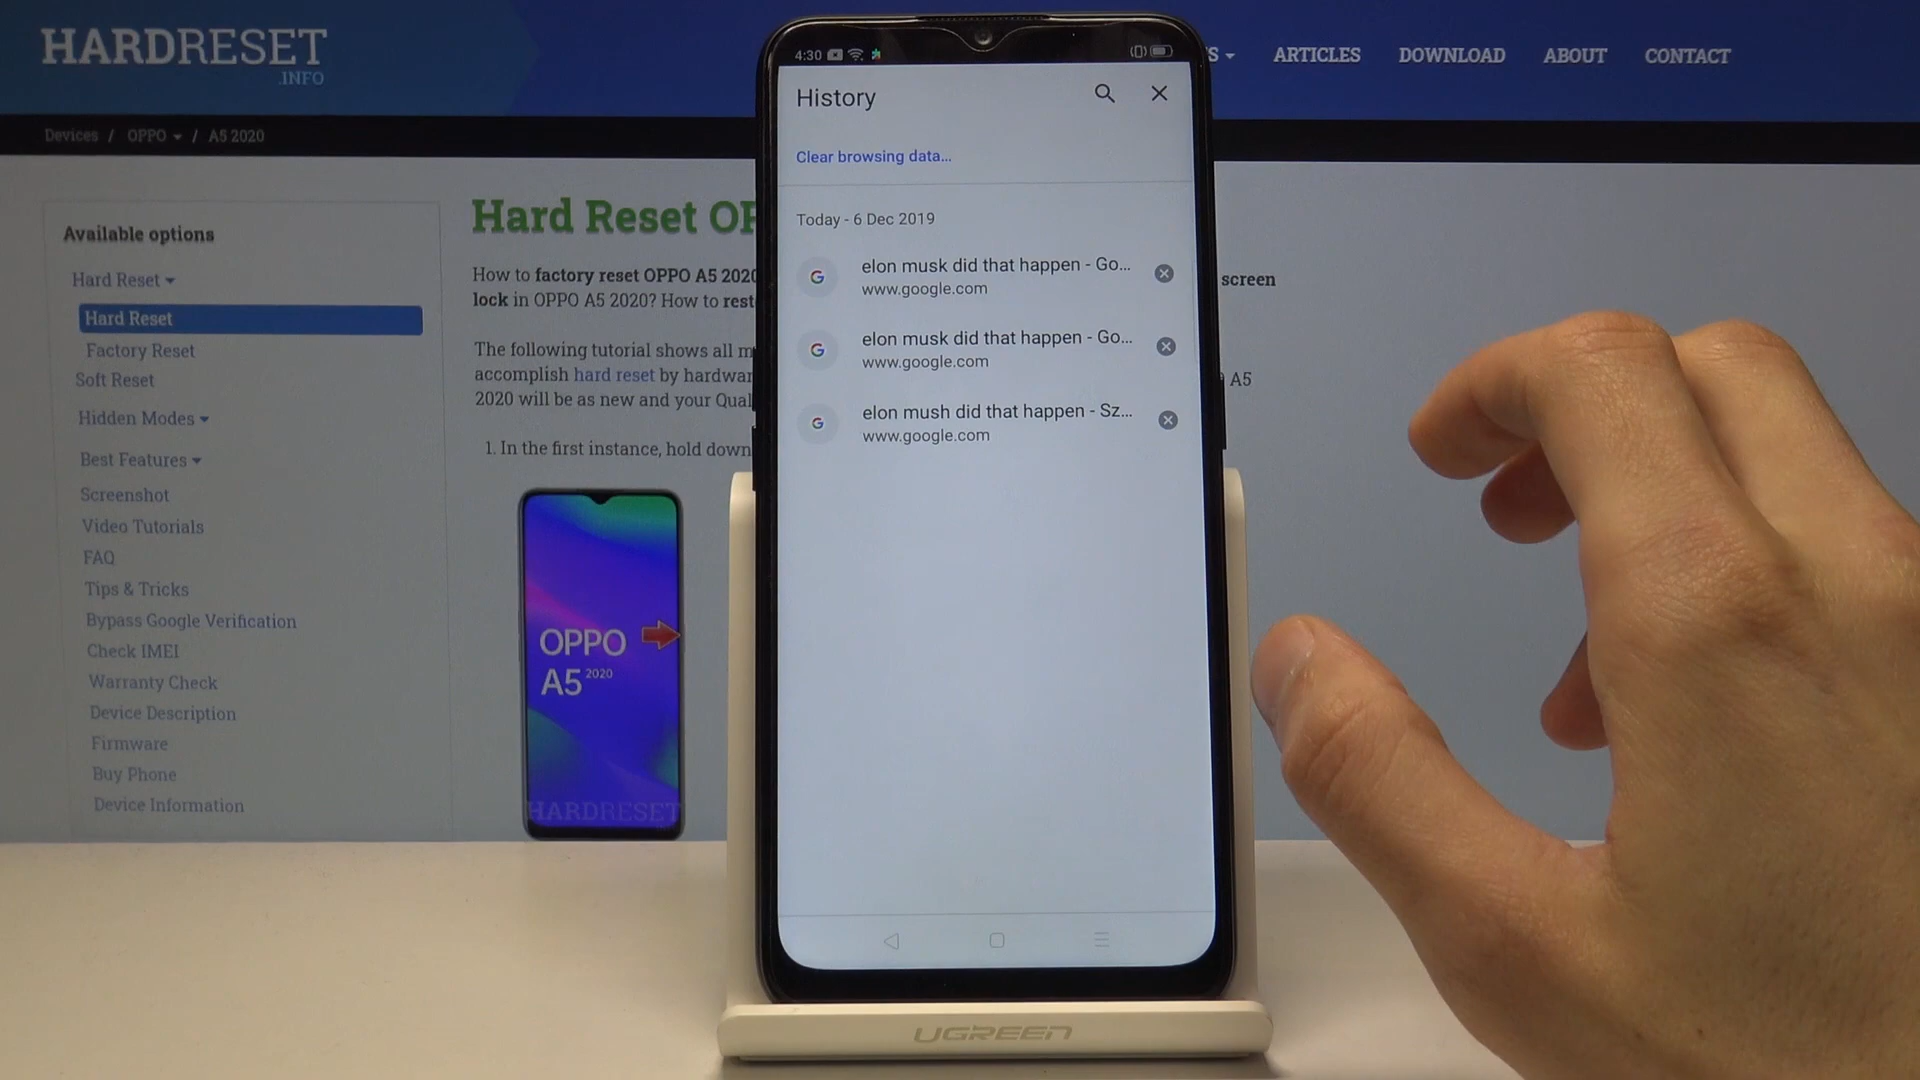 HARDRESET
.INFO
S
ARTICLES
DOWNLOAD
ABOUT
CONTACT
Devices / OPPO / A5 2020
Available options
Hard Reset
Hard Reset
Factory Reset
Soft Reset
Hidden Modes
Best Features
Screenshot
Video Tutorials
FAQ
Tips & Tricks
Bypass Google Verification
Check IMEI
Warranty Check
Device Description
Firmware
Buy Phone
Device Information
Hard Reset OP
How to factory reset OPPO A5 2020
screen
lock in OPPO A5 2020? How to rest
The following tutorial shows all m
A5
accomplish hard reset by hardwar
2020 will be as new and your Qual
1. In the first instance, hold down
OPPO
A5 2020
HARDRESET
4:30
History
Clear browsing data...
Today - 6 Dec 2019
elon musk did that happen - Go...
www.google.com
elon musk did that happen - Go...
www.google.com
elon mush did that happen - Sz...
www.google.com
UGREEN